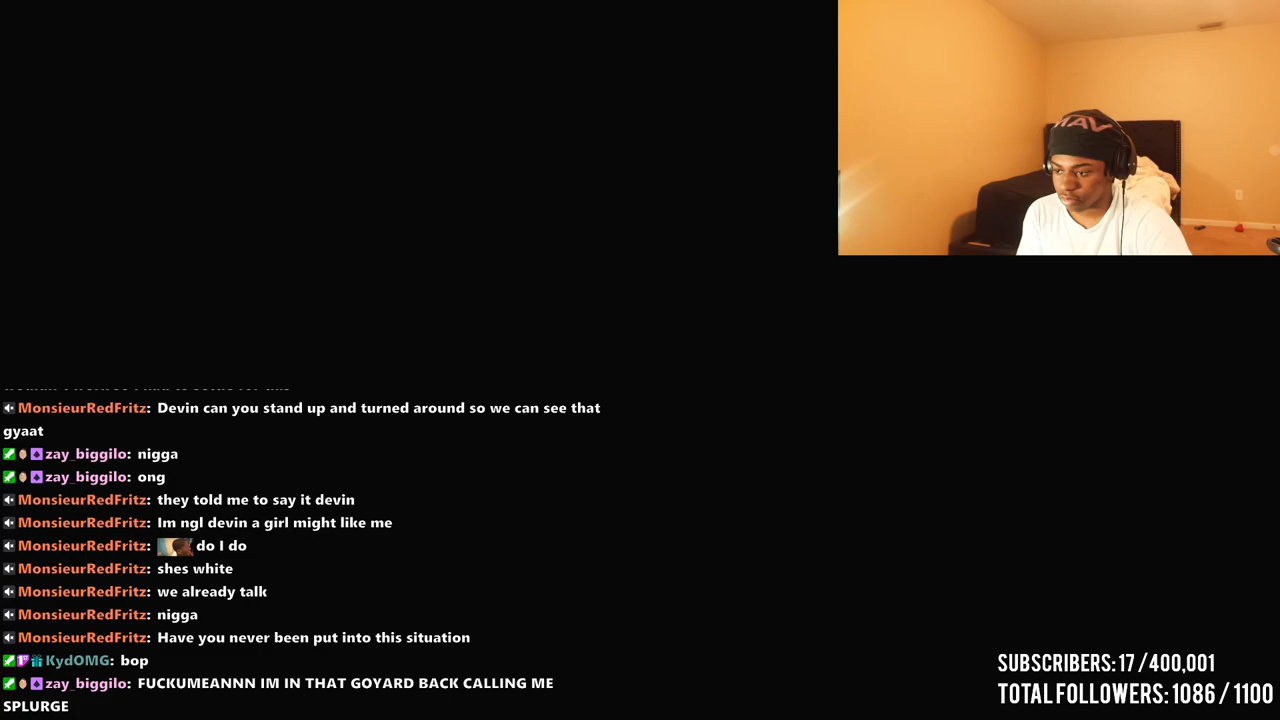 MAV
MonsieurRedFritz: Devin can you stand up and turned around so we can see that
gyaat
zay_biggilo: nigga
zay_biggilo: ong
MonsieurRedFritz: they told me to say it devin
MonsieurRedFritz: Im ngl devin a girl might like me
MonsieurRedFritz: do I do
MonsieurRedFritz: shes white
MonsieurRedFritz: we already talk
MonsieurRedFritz: nigga
MonsieurRedFritz: Have you never been put into this situation
KydOMG: bop
zay_biggilo: FUCKUMEANNN IM IN THAT GOYARD BACK CALLING ME
SPLURGE
SUBSCRIBERS: 17 / 400,001
TOTAL FOLLOWERS: 1086 / 1100